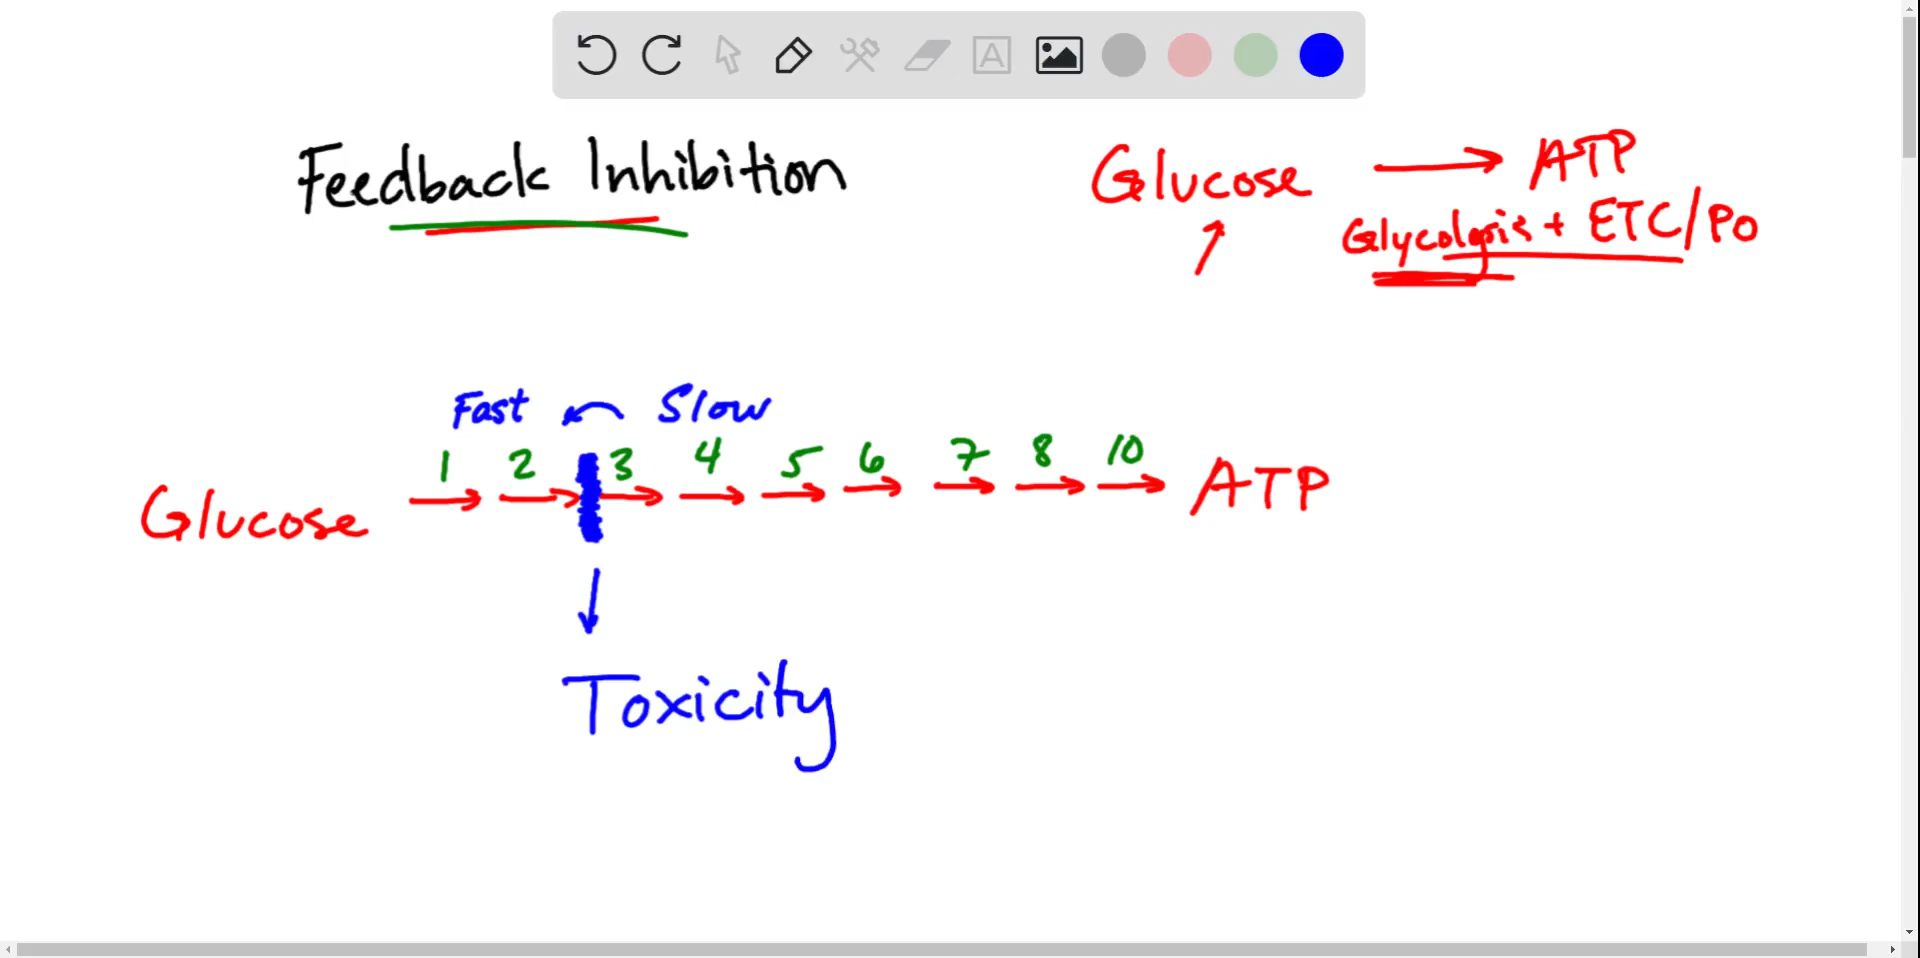 Feedback Inhibition
Glucose → ATP
Glycolysis + ETC/PO
Fast Slow
1 2 3 4 5 6 7 8 10
Glucose ATP
Toxicity